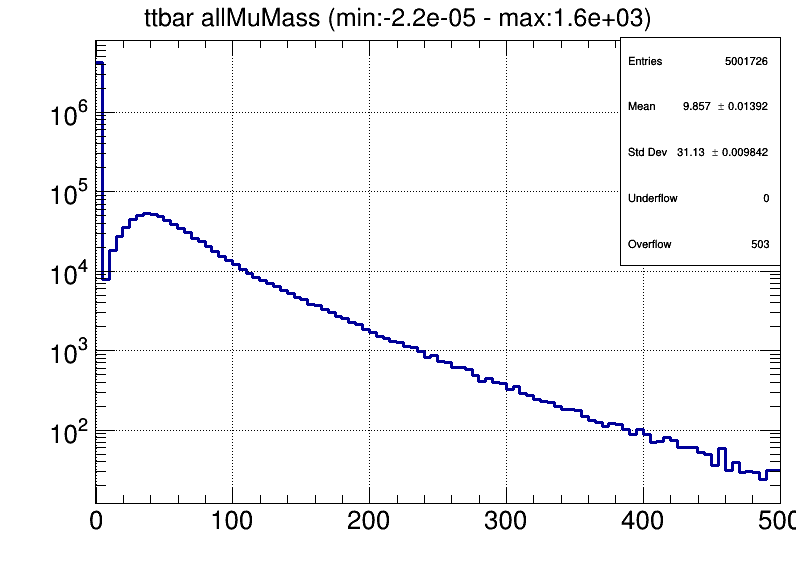 ttbar allMuMass (min:-2.2e-05 - max:1.6e+03)
Entries 5001726
Mean 9.857 ± 0.01392
Std Dev 31.13 ± 0.009842
Underflow 0
Overflow 503
10^6
10^5
10^4
10^3
10^2
0 100 200 300 400 500